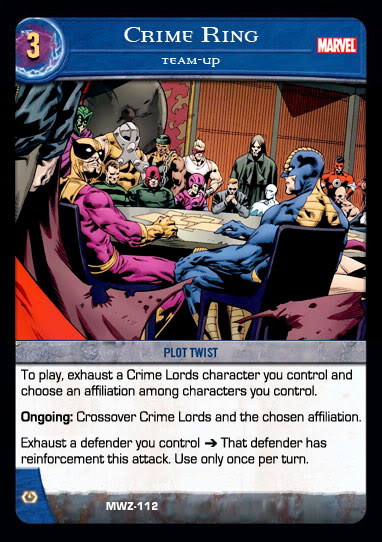 3
CRIME RING
MARVEL
TEAM-UP
PLOT TWIST
To play, exhaust a Crime Lords character you control and
choose an affiliation among characters you control.
Ongoing: Crossover Crime Lords and the chosen affiliation.
Exhaust a defender you control ➔ That defender has
reinforcement this attack. Use only once per turn.
MWZ-112